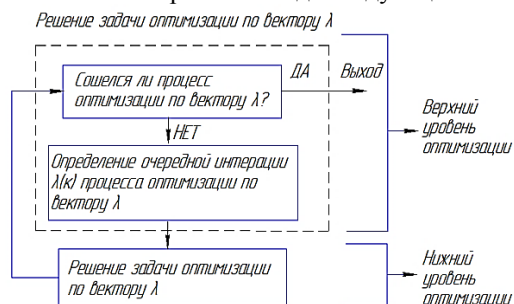 Решение задачи оптимизации по вектору λ
Сошелся ли процесс
оптимизации по вектору λ?
ДА
Выход
НЕТ
Определение очередной интерации
λ(к) процесса оптимизации по
вектору λ
Верхний
уровень
оптимизации
Решение задачи оптимизации
по вектору λ
Нижний
уровень
оптимизации